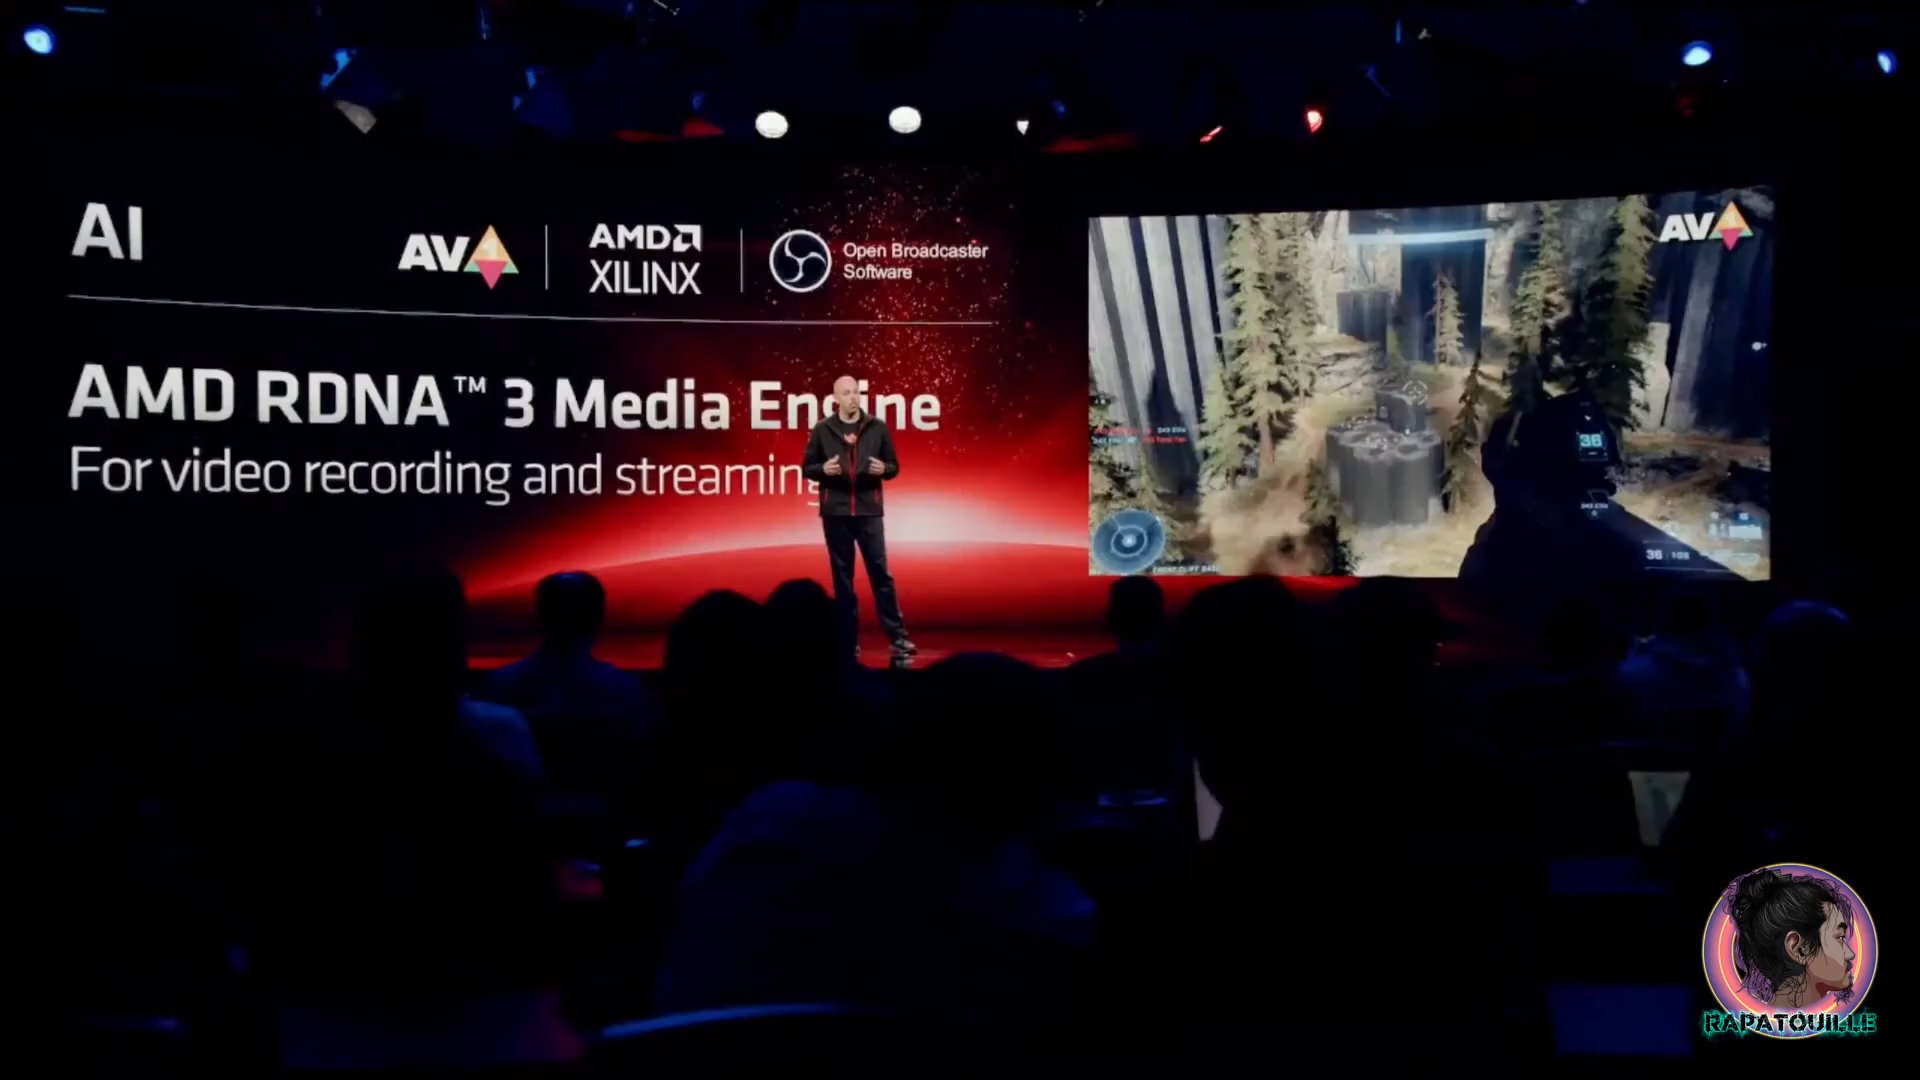 AI
AV1
AMD
XILINX
Open Broadcaster
Software
AMD RDNA™ 3 Media Engine
For video recording and streaming
AV1
36
36 108
RAPATOUILLE